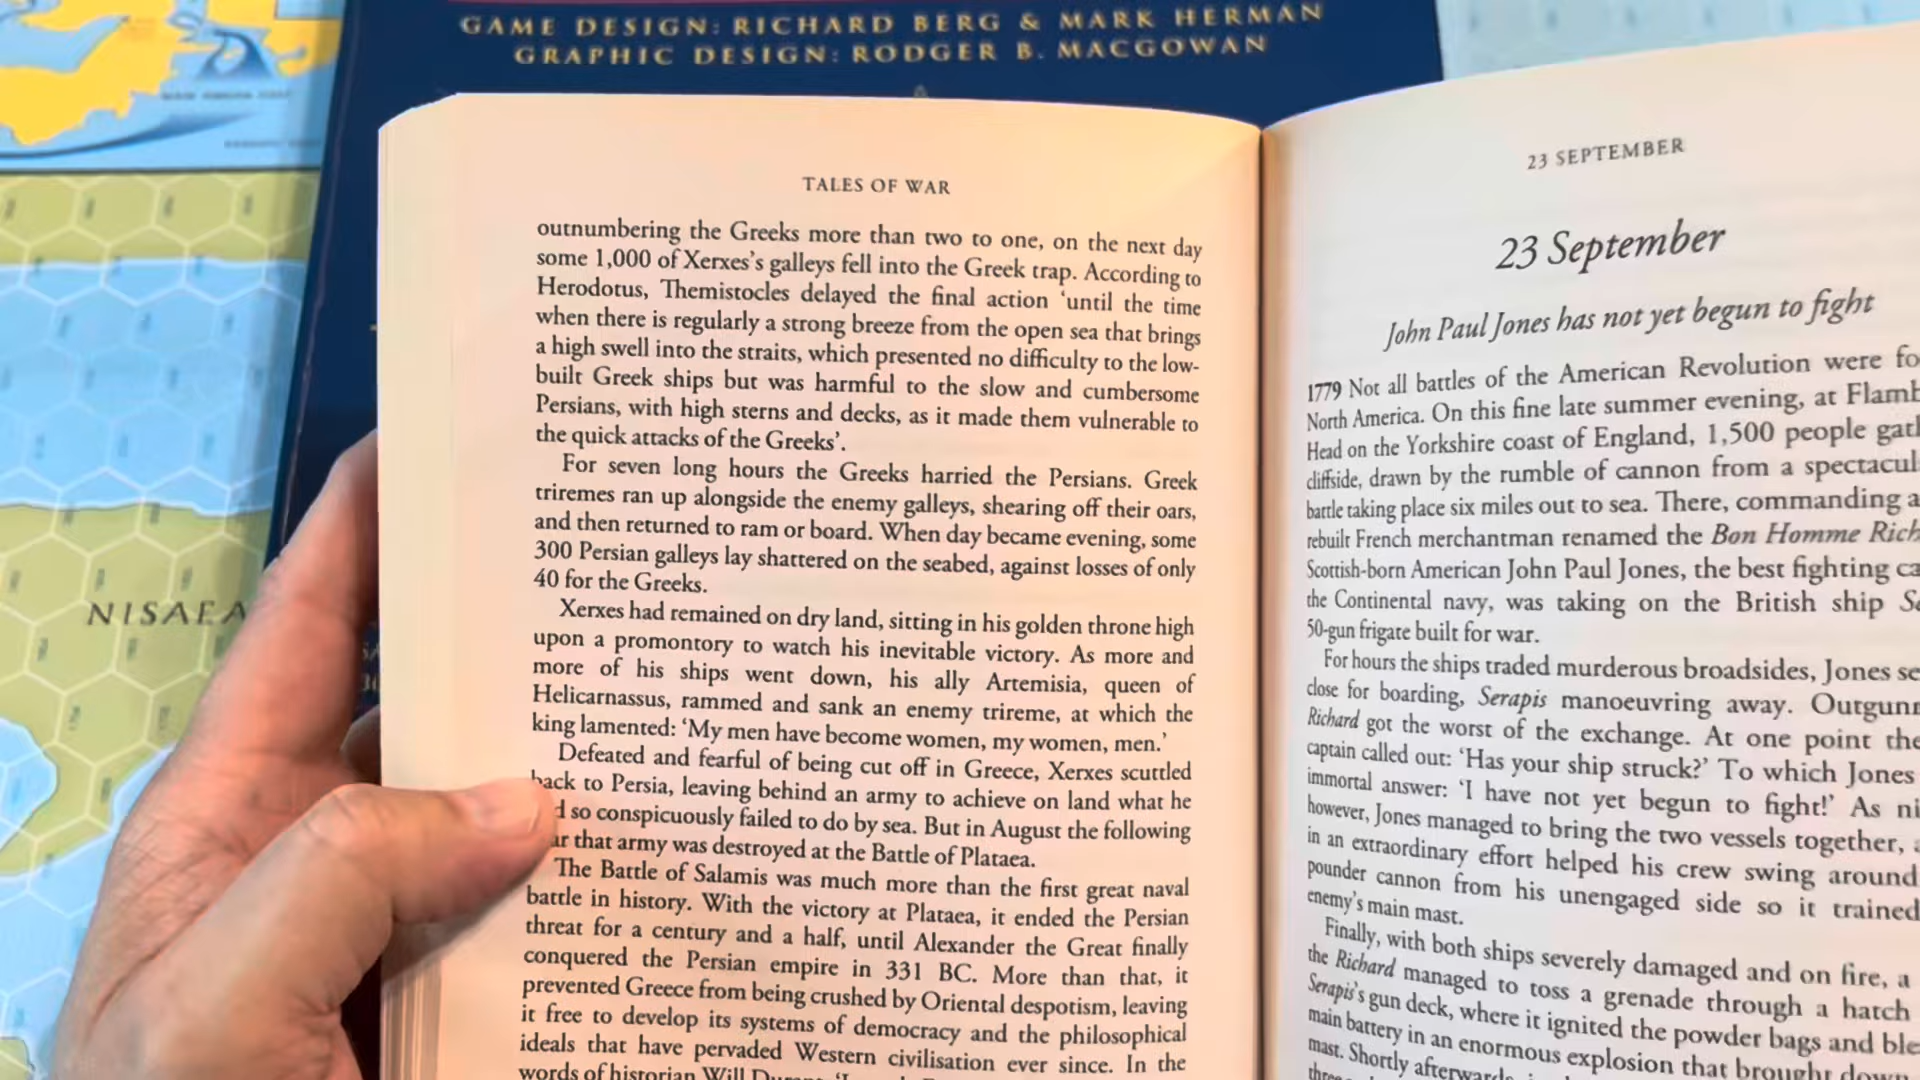 GAME DESIGN: RICHARD BERG & MARK HERMAN
GRAPHIC DESIGN: RODGER B. MACGOWAN
NISAEA
TALES OF WAR
outnumbering the Greeks more than two to one, on the next day
some 1,000 of Xerxes's galleys fell into the Greek trap. According to
Herodotus, Themistocles delayed the final action 'until the time
when there is regularly a strong breeze from the open sea that brings
a high swell into the straits, which presented no difficulty to the low-
built Greek ships but was harmful to the slow and cumbersome
Persians, with high sterns and decks, as it made them vulnerable to
the quick attacks of the Greeks'.
For seven long hours the Greeks harried the Persians. Greek
triremes ran up alongside the enemy galleys, shearing off their oars,
and then returned to ram or board. When day became evening, some
300 Persian galleys lay shattered on the seabed, against losses of only
40 for the Greeks.
Xerxes had remained on dry land, sitting in his golden throne high
upon a promontory to watch his inevitable victory. As more and
more of his ships went down, his ally Artemisia, queen of
Helicarnassus, rammed and sank an enemy trireme, at which the
king lamented: 'My men have become women, my women, men.'
Defeated and fearful of being cut off in Greece, Xerxes scuttled
back to Persia, leaving behind an army to achieve on land what he
so conspicuously failed to do by sea. But in August the following
that army was destroyed at the Battle of Plataea.
The Battle of Salamis was much more than the first great naval
battle in history. With the victory at Plataea, it ended the Persian
threat for a century and a half, until Alexander the Great finally
conquered the Persian empire in 331 BC. More than that, it
prevented Greece from being crushed by Oriental despotism, leaving
it free to develop its systems of democracy and the philosophical
ideals that have pervaded Western civilisation ever since. In the
words of historian Will
23 SEPTEMBER
23 September
John Paul Jones has not yet begun to fight
1779 Not all battles of the American Revolution were
North America. On this fine late summer evening, at
Head on the Yorkshire coast of England, 1,500 people
cliffside, drawn by the rumble of cannon from a
battle taking place six miles out to sea. There, commanding a
rebuilt French merchantman renamed the Bon Homme
Scottish-born American John Paul Jones, the best fighting
the Continental navy, was taking on the British ship
50-gun frigate built for war.
For hours the ships traded murderous broadsides, Jones
close for boarding, Serapis manoeuvring away.
Richard got the worst of the exchange. At one point the
captain called out: 'Has your ship struck?' To which Jones
immortal answer: 'I have not yet begun to fight!' As
however, Jones managed to bring the two vessels together,
in an extraordinary effort helped his crew swing around
pounder cannon from his unengaged side so it trained
enemy's main mast.
Finally, with both ships severely damaged and on fire, a
the Richard managed to toss a grenade through a hatch
Serapis's gun deck, where it ignited the powder bags and
main battery in an enormous explosion that brought down
mast. Shortly